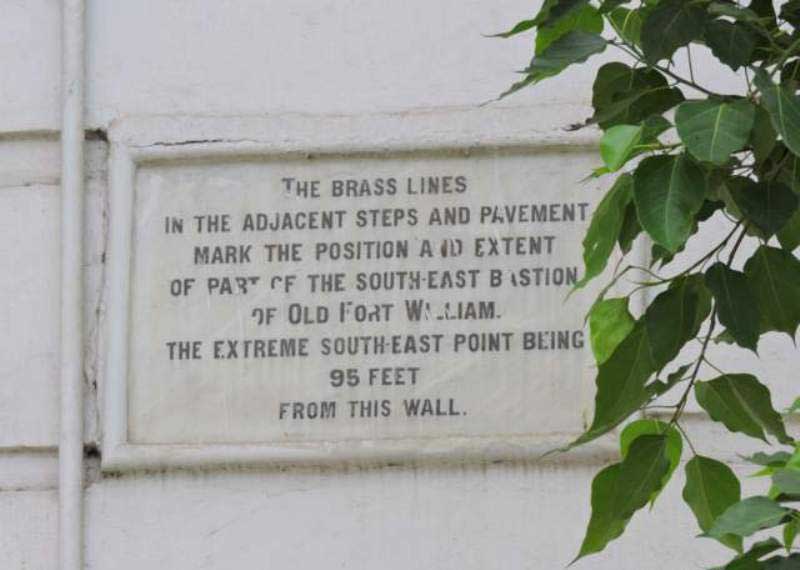 THE BRASS LINES
IN THE ADJACENT STEPS AND PAVEMENT
MARK THE POSITION AND EXTENT
OF PART OF THE SOUTH-EAST BASTION
OF OLD FORT WILLIAM.
THE EXTREME SOUTH-EAST POINT BEING
95 FEET
FROM THIS WALL.